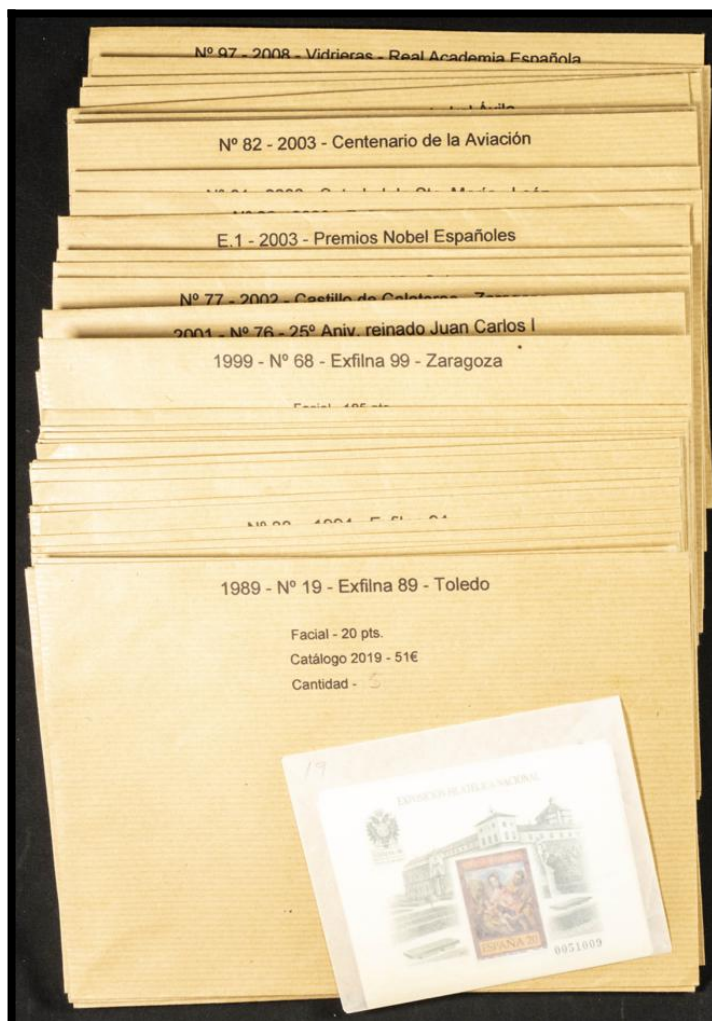 Nº 97 - 2008 - Vidrieras - Real Academia Española
Ávila
Nº 82 - 2003 - Centenario de la Aviación
E.1 - 2003 - Premios Nobel Españoles
Nº 77 - 2002 - Castillo de
2001 - Nº 76 - 25º Aniv. reinado Juan Carlos I
1999 - Nº 68 - Exfilna 99 - Zaragoza
Facial
1989 - Nº 19 - Exfilna 89 - Toledo
Facial - 20 pts.
Catálogo 2019 - 51€
Cantidad - 5
19
EXPOSICION FILATELICA NACIONAL
ESPAÑA 20
0051009